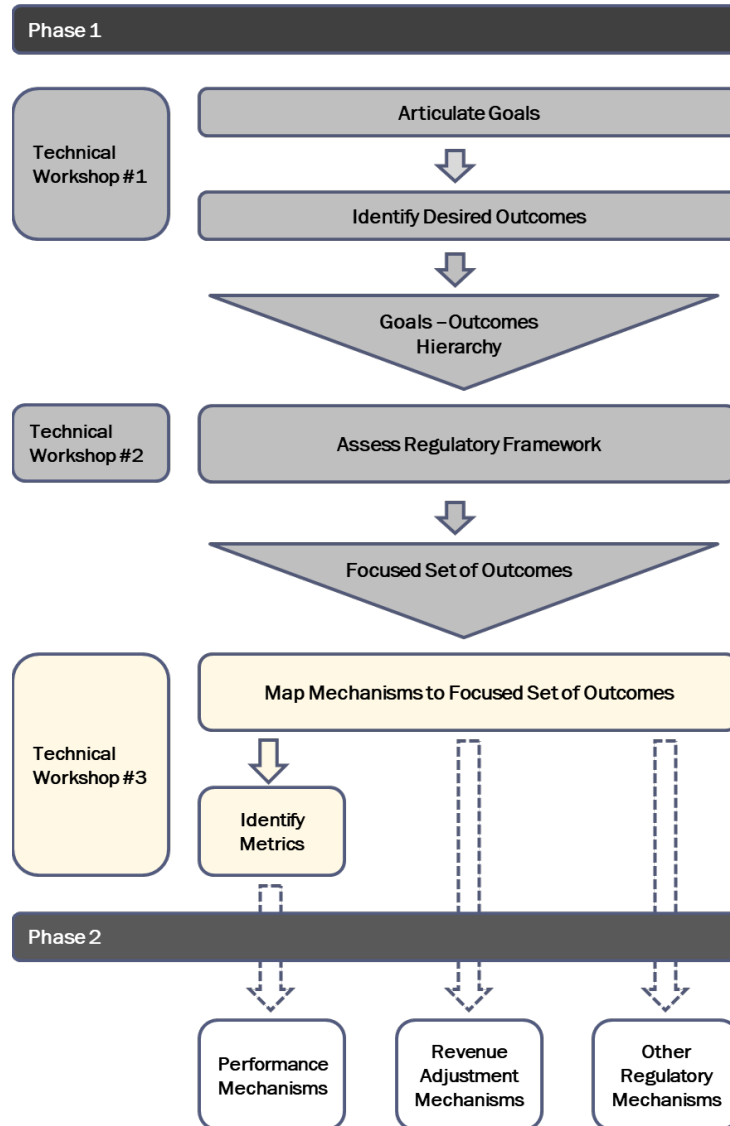 Phase 1
Technical
Workshop #1
Articulate Goals
Identify Desired Outcomes
Goals – Outcomes
Hierarchy
Technical
Workshop #2
Assess Regulatory Framework
Focused Set of Outcomes
Technical
Workshop #3
Map Mechanisms to Focused Set of Outcomes
Identify
Metrics
Phase 2
Performance
Mechanisms
Revenue
Adjustment
Mechanisms
Other
Regulatory
Mechanisms